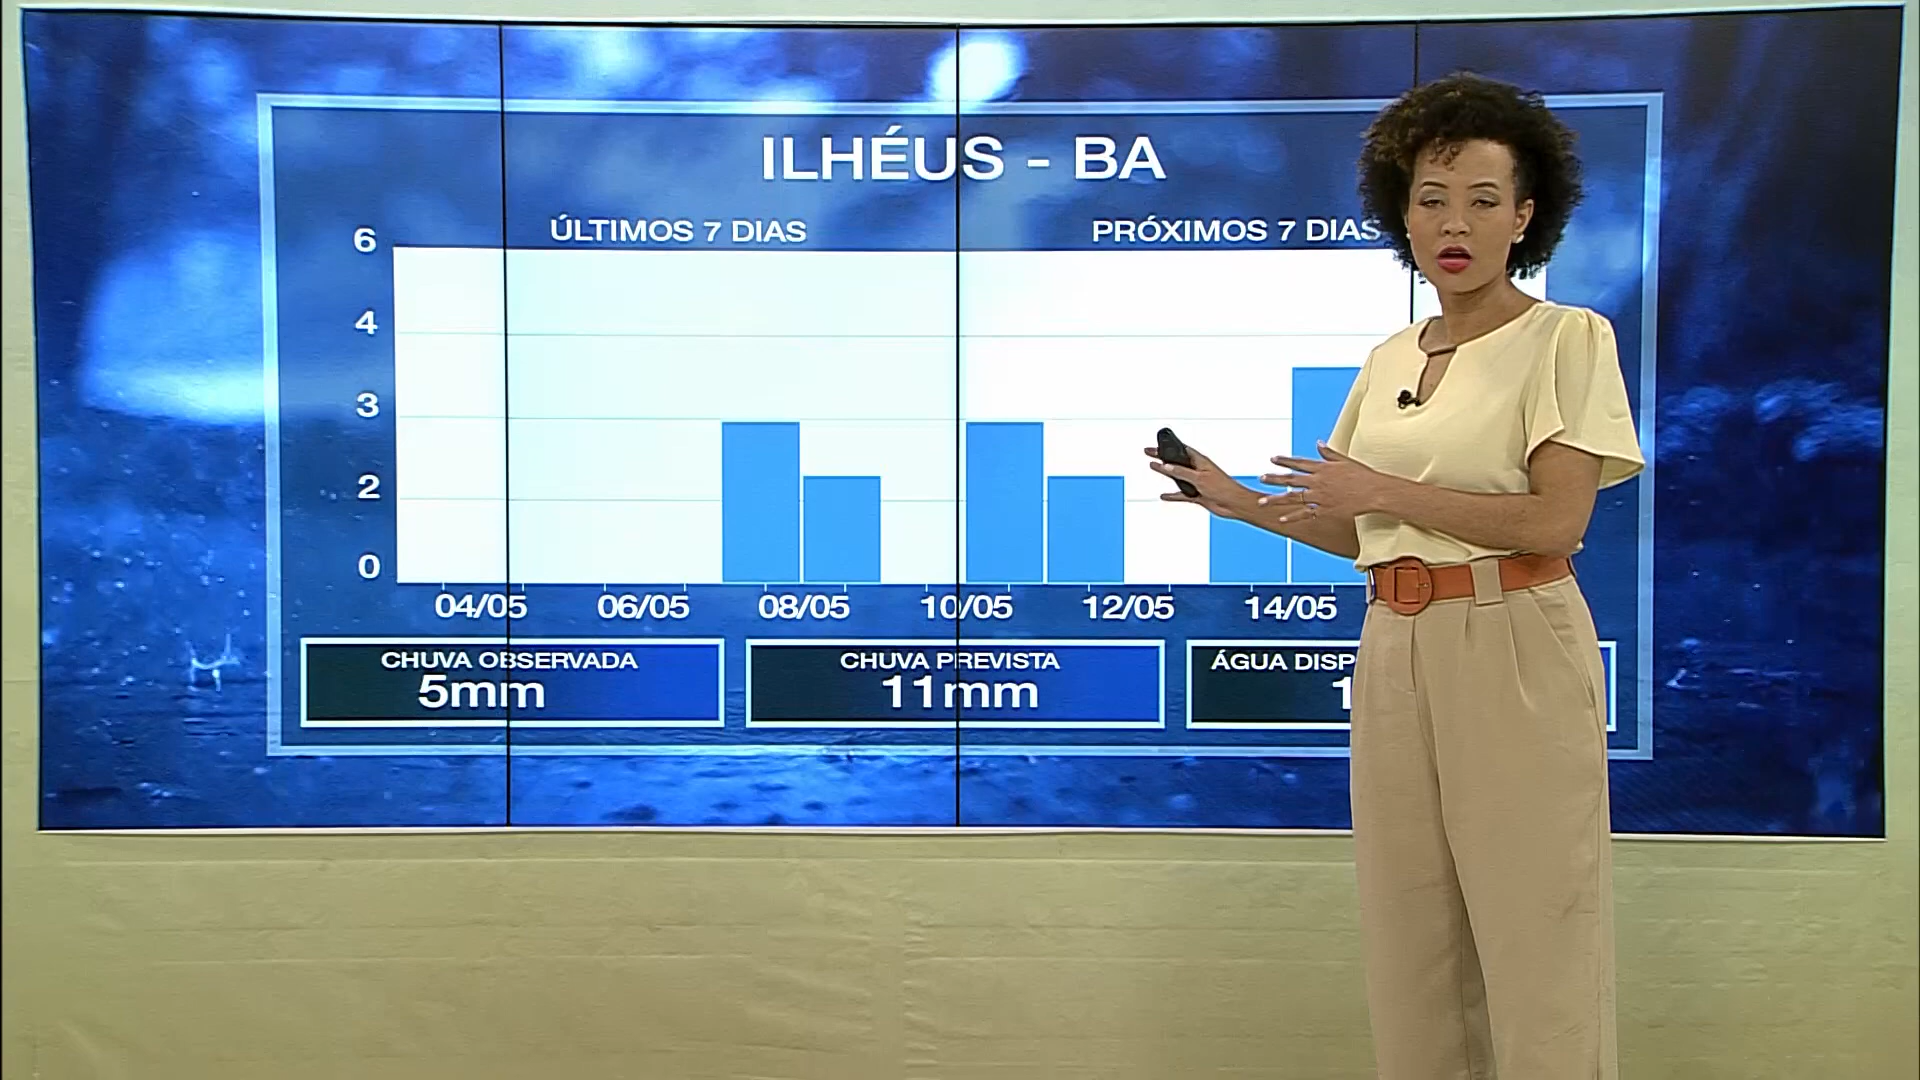 ILHÉUS - BA
ÚLTIMOS 7 DIAS
PRÓXIMOS 7 DIAS
6
4
3
2
0
04/05 06/05 08/05 10/05 12/05 14/05
CHUVA OBSERVADA
5mm
CHUVA PREVISTA
11mm
ÁGUA